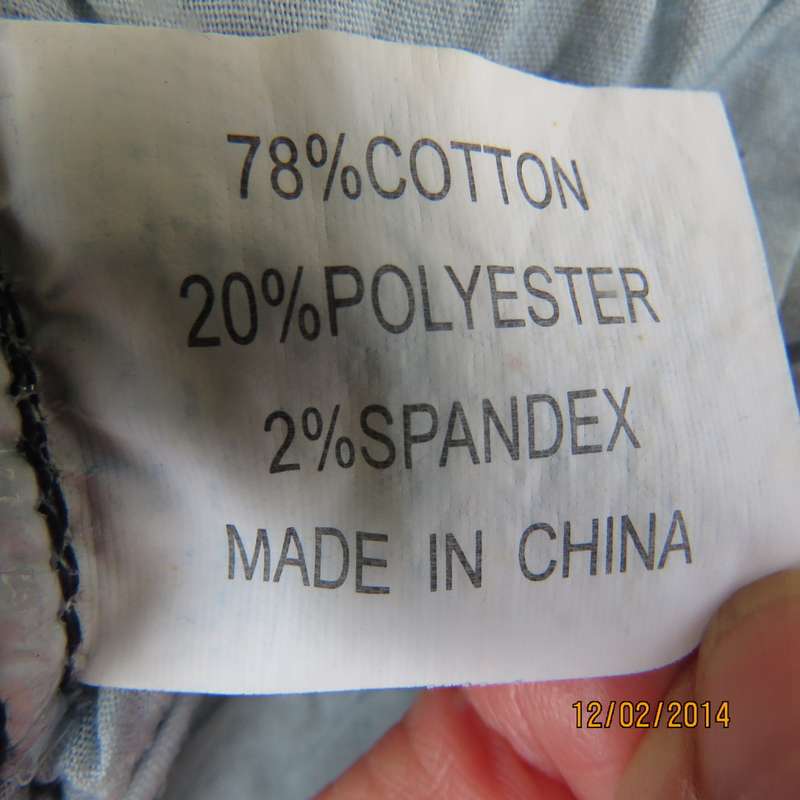 78%COTTON
20%POLYESTER
2%SPANDEX
MADE IN CHINA
12/02/2014